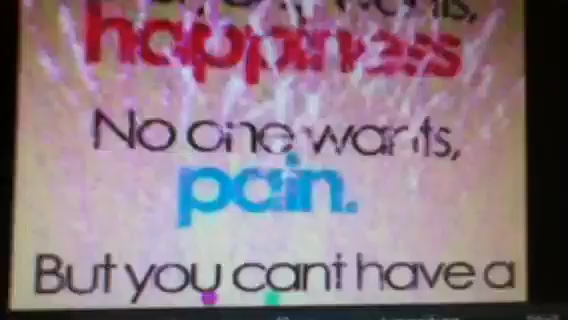 happiness
No one wants,
pain.
But you cant have a